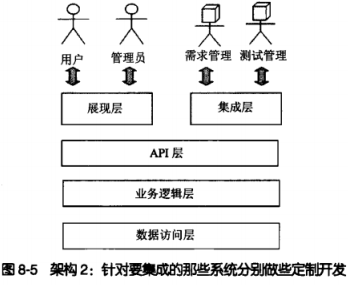 用户 管理员 需求管理 测试管理
展现层 集成层
API 层
业务逻辑层
数据访问层
图 8-5 架构 2：针对要集成的那些系统分别做些定制开发